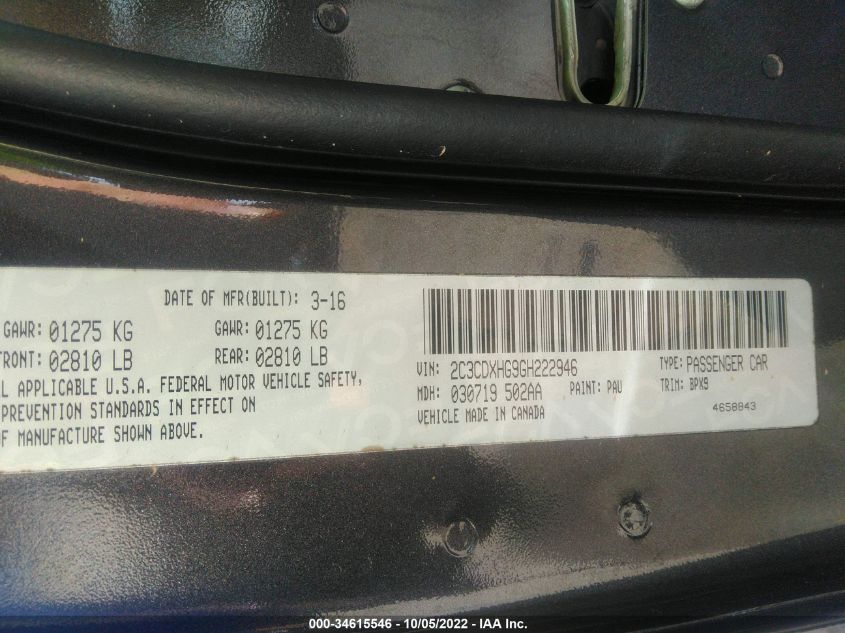 DATE OF MFR(BUILT): 3-16
GAWR: 01275 KG GAWR: 01275 KG
FRONT: 02810 LB REAR: 02810 LB
APPLICABLE U.S.A. FEDERAL MOTOR VEHICLE SAFETY,
PREVENTION STANDARDS IN EFFECT ON
OF MANUFACTURE SHOWN ABOVE.
VIN: 2C3CDXHG9GH222946 TYPE: PASSENGER CAR
MDH: 030719 502AA PAINT: PAU TRIM: BPK9
VEHICLE MADE IN CANADA 4658843
000-34615546 - 10/05/2022 - IAA Inc.